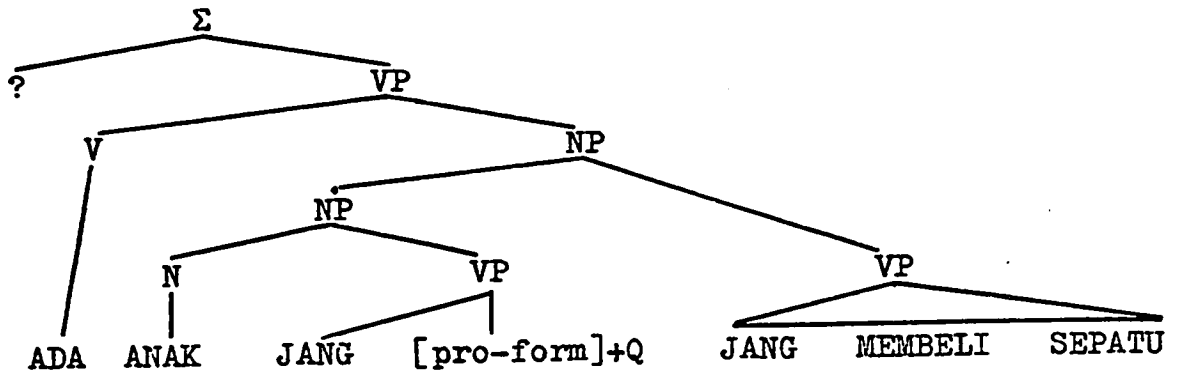 Σ
? VP
V NP
NP
N VP VP
ADA ANAK JANG [pro-form]+Q JANG MEMBELI SEPATU